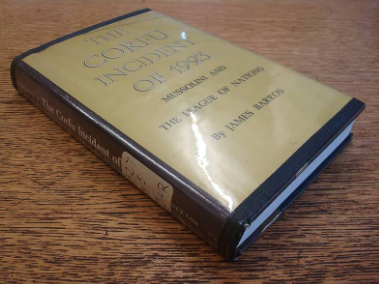 THE
CORFU
INCIDENT
OF 1923
MUSSOLINI AND
THE LEAGUE OF NATIONS
By JAMES BARROS
The Corfu Incident of